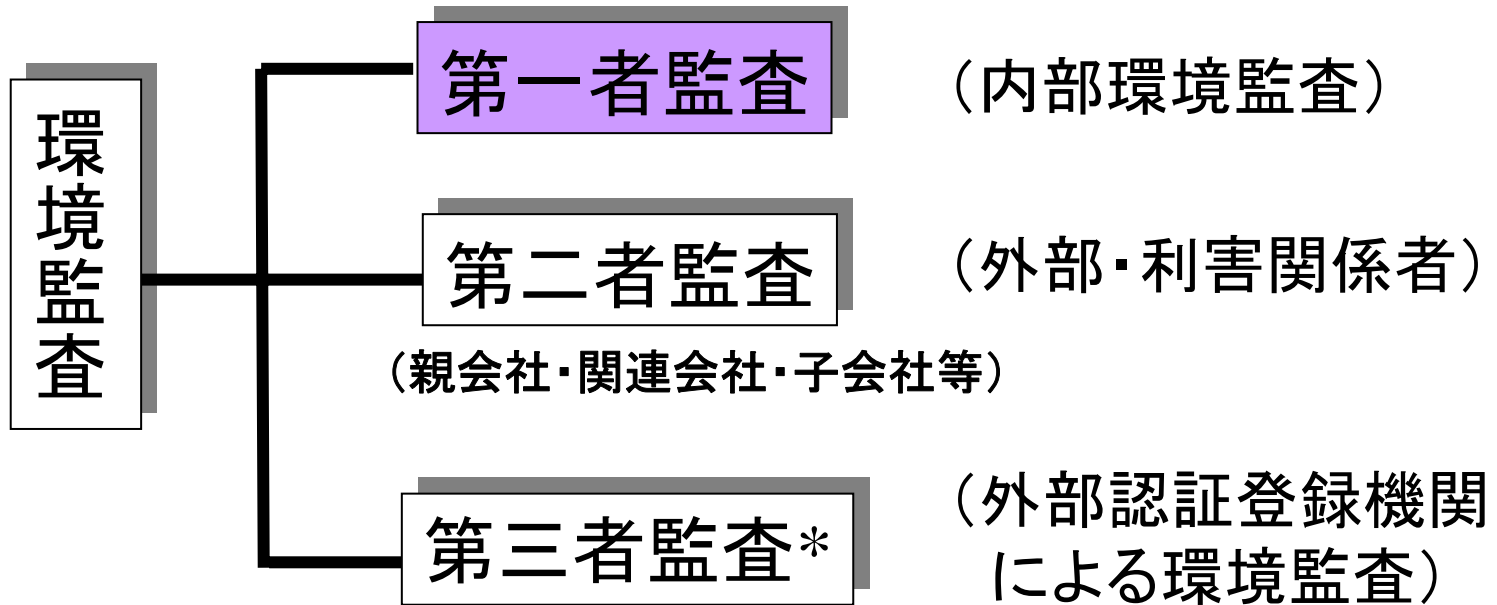 環境監査
第一者監査
（内部環境監査）
第二者監査
（外部・利害関係者）
（親会社・関連会社・子会社等）
第三者監査*
（外部認証登録機関
による環境監査）